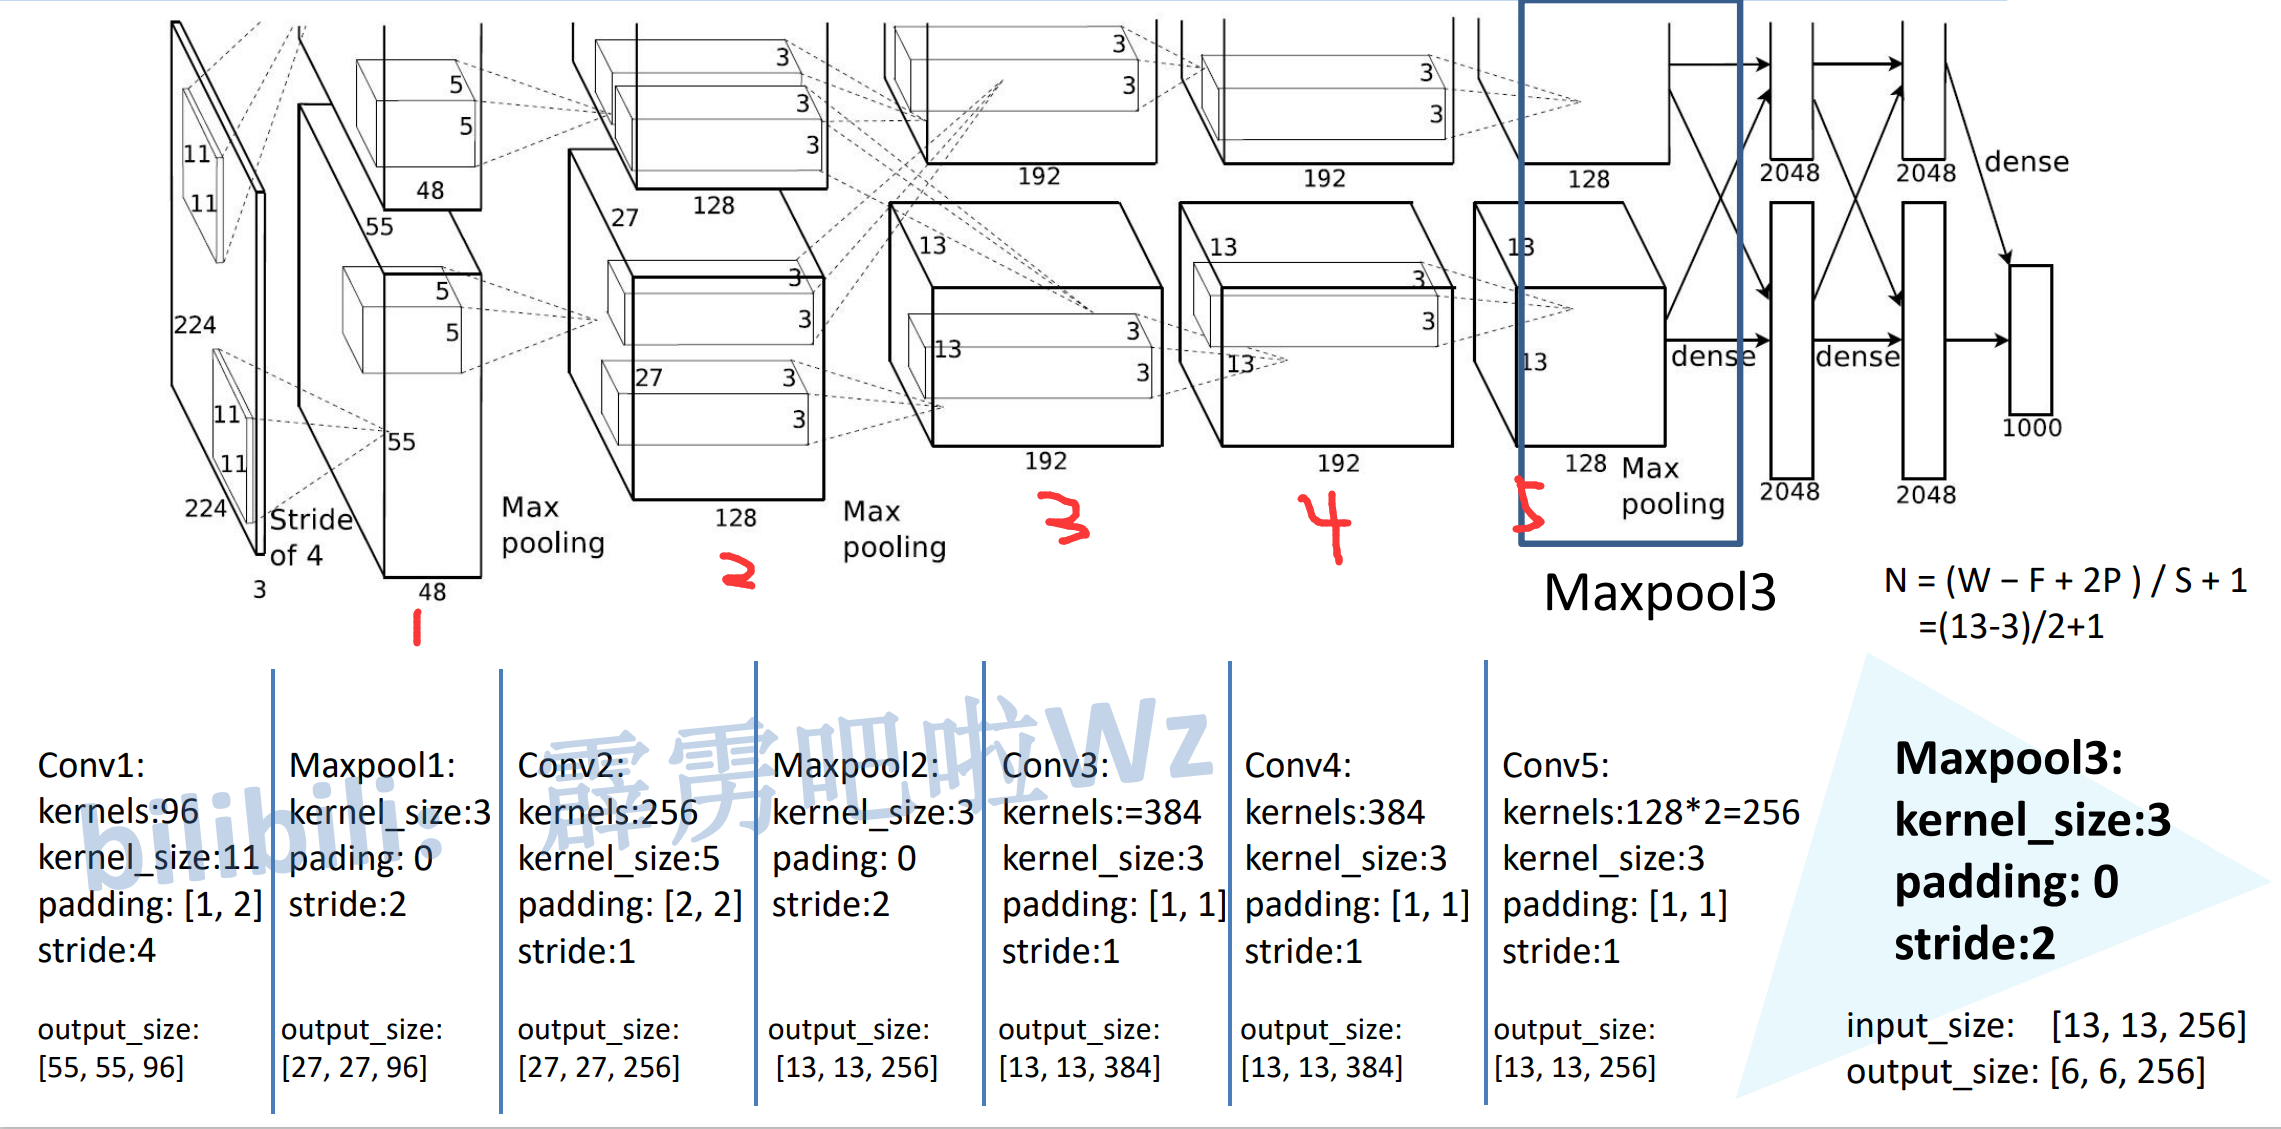 3
5
3
3
3
5
3
3
3
3
11
11
48
55
128
27
192
192
128
2048
2048
dense
13
13
13
5
5
3
3
3
3
3
3
224
13
13
13
dense
dense
27
3
3
11
11
55
192
192
128
Max
pooling
2048
2048
1000
224
Stride
of 4
Max
pooling
128
Max
pooling
3
48
1
2
3
4
5
Maxpool3
N = (W − F + 2P ) / S + 1
=(13-3)/2+1
bilibili: 霹雳吧啦Wz
Conv1:
kernels:96
kernel_size:11
padding: [1, 2]
stride:4
output_size:
[55, 55, 96]
Maxpool1:
kernel_size:3
pading: 0
stride:2
output_size:
[27, 27, 96]
Conv2:
kernels:256
kernel_size:5
padding: [2, 2]
stride:1
output_size:
[27, 27, 256]
Maxpool2:
kernel_size:3
pading: 0
stride:2
output_size:
[13, 13, 256]
Conv3:
kernels:=384
kernel_size:3
padding: [1, 1]
stride:1
output_size:
[13, 13, 384]
Conv4:
kernels:384
kernel_size:3
padding: [1, 1]
stride:1
output_size:
[13, 13, 384]
Conv5:
kernels:128*2=256
kernel_size:3
padding: [1, 1]
stride:1
output_size:
[13, 13, 256]
Maxpool3:
kernel_size:3
padding: 0
stride:2
input_size: [13, 13, 256]
output_size: [6, 6, 256]